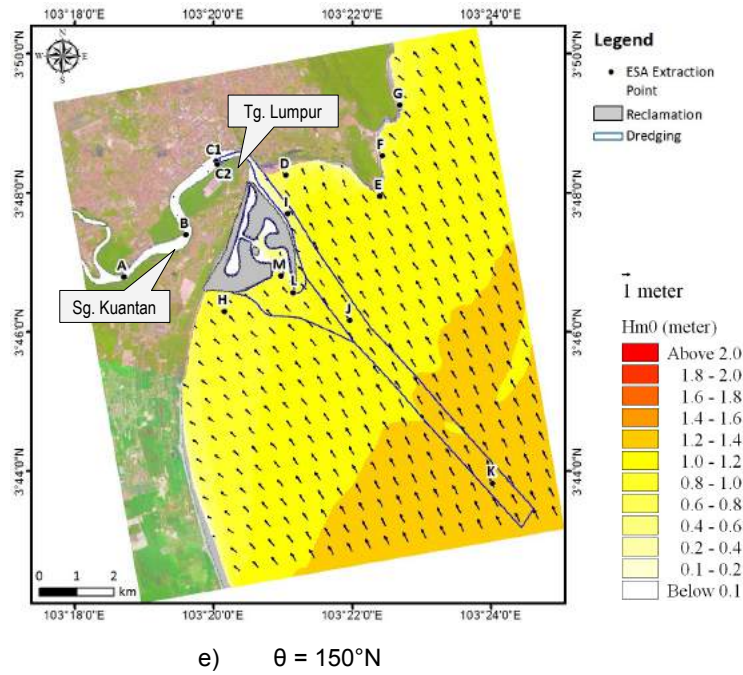 103°18'0"E 103°20'0"E 103°22'0"E 103°24'0"E
3°50'0"N
3°48'0"N
3°46'0"N
3°44'0"N
3°50'0"N
3°48'0"N
3°46'0"N
3°44'0"N
N
W E
S
Tg. Lumpur
Sg. Kuantan
G
F
E
D
C1
C2
I
B
A
M
L
H
J
K
0 1 2
km
103°18'0"E 103°20'0"E 103°22'0"E 103°24'0"E
Legend
ESA Extraction
Point
Reclamation
Dredging
1 meter
Hm0 (meter)
Above 2.0
1.8 - 2.0
1.6 - 1.8
1.4 - 1.6
1.2 - 1.4
1.0 - 1.2
0.8 - 1.0
0.6 - 0.8
0.4 - 0.6
0.2 - 0.4
0.1 - 0.2
Below 0.1
e) θ = 150°N